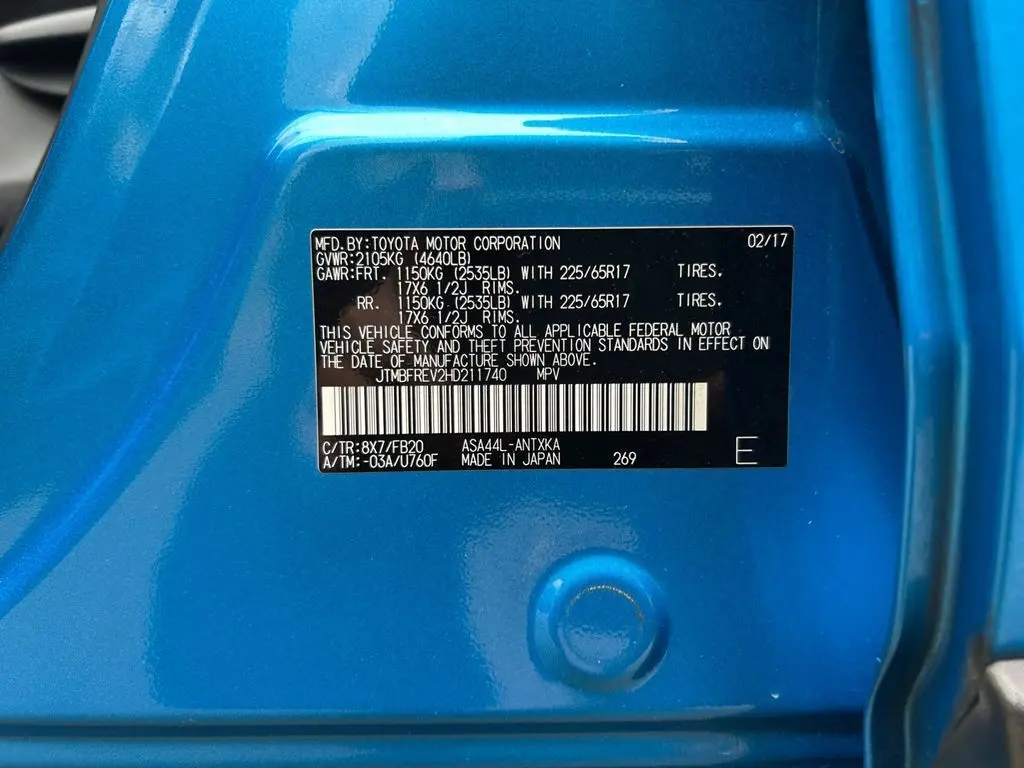 MFD.BY:TOYOTA MOTOR CORPORATION 02/17
GVWR:2105KG (4640LB)
GAWR:FRT. 1150KG (2535LB) WITH 225/65R17 TIRES.
17X6 1/2J RIMS.
RR. 1150KG (2535LB) WITH 225/65R17 TIRES.
17X6 1/2J RIMS.
THIS VEHICLE CONFORMS TO ALL APPLICABLE FEDERAL MOTOR
VEHICLE SAFETY AND THEFT PREVENTION STANDARDS IN EFFECT ON
THE DATE OF MANUFACTURE SHOWN ABOVE.
JTMBFREV2HD211740 MPV
C/TR:8X7/FB20 ASA44L-ANTXKA
A/TM:-03A/U760F MADE IN JAPAN 269 E